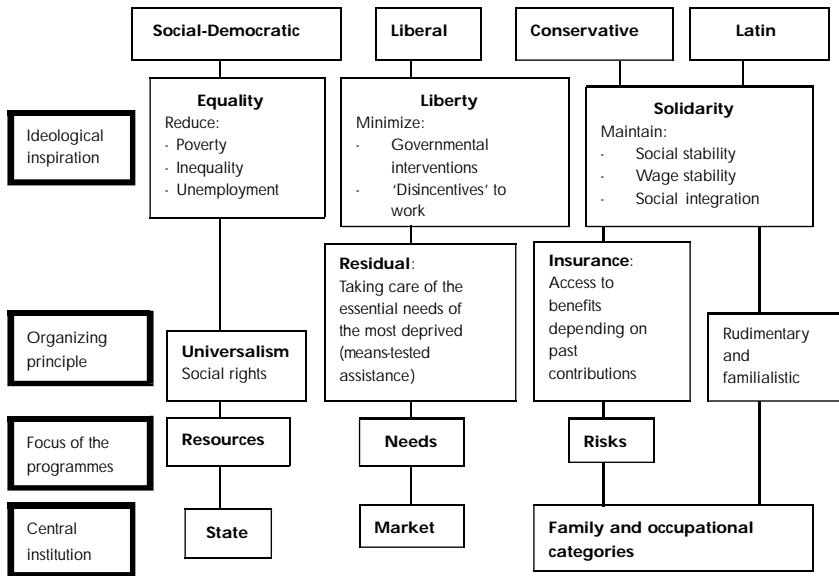 Social-Democratic
Liberal
Conservative
Latin
Ideological
inspiration
Equality
Reduce:
- Poverty
- Inequality
- Unemployment
Liberty
Minimize:
- Governmental
interventions
- ‘Disincentives’ to
work
Solidarity
Maintain:
- Social stability
- Wage stability
- Social integration
Organizing
principle
Universalism
Social rights
Residual:
Taking care of the
essential needs of
the most deprived
(means-tested
assistance)
Insurance:
Access to
benefits
depending on
past
contributions
Rudimentary
and
familialistic
Focus of the
programmes
Resources
Needs
Risks
Central
institution
State
Market
Family and occupational
categories